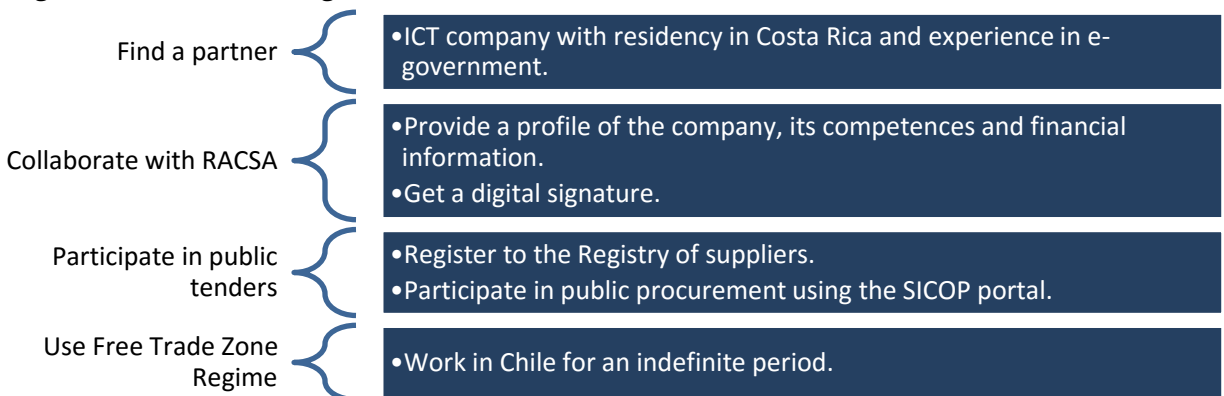 Find a partner
•ICT company with residency in Costa Rica and experience in e-
government.
Collaborate with RACSA
•Provide a profile of the company, its competences and financial
information.
•Get a digital signature.
Participate in public
tenders
•Register to the Registry of suppliers.
•Participate in public procurement using the SICOP portal.
Use Free Trade Zone
Regime
•Work in Chile for an indefinite period.